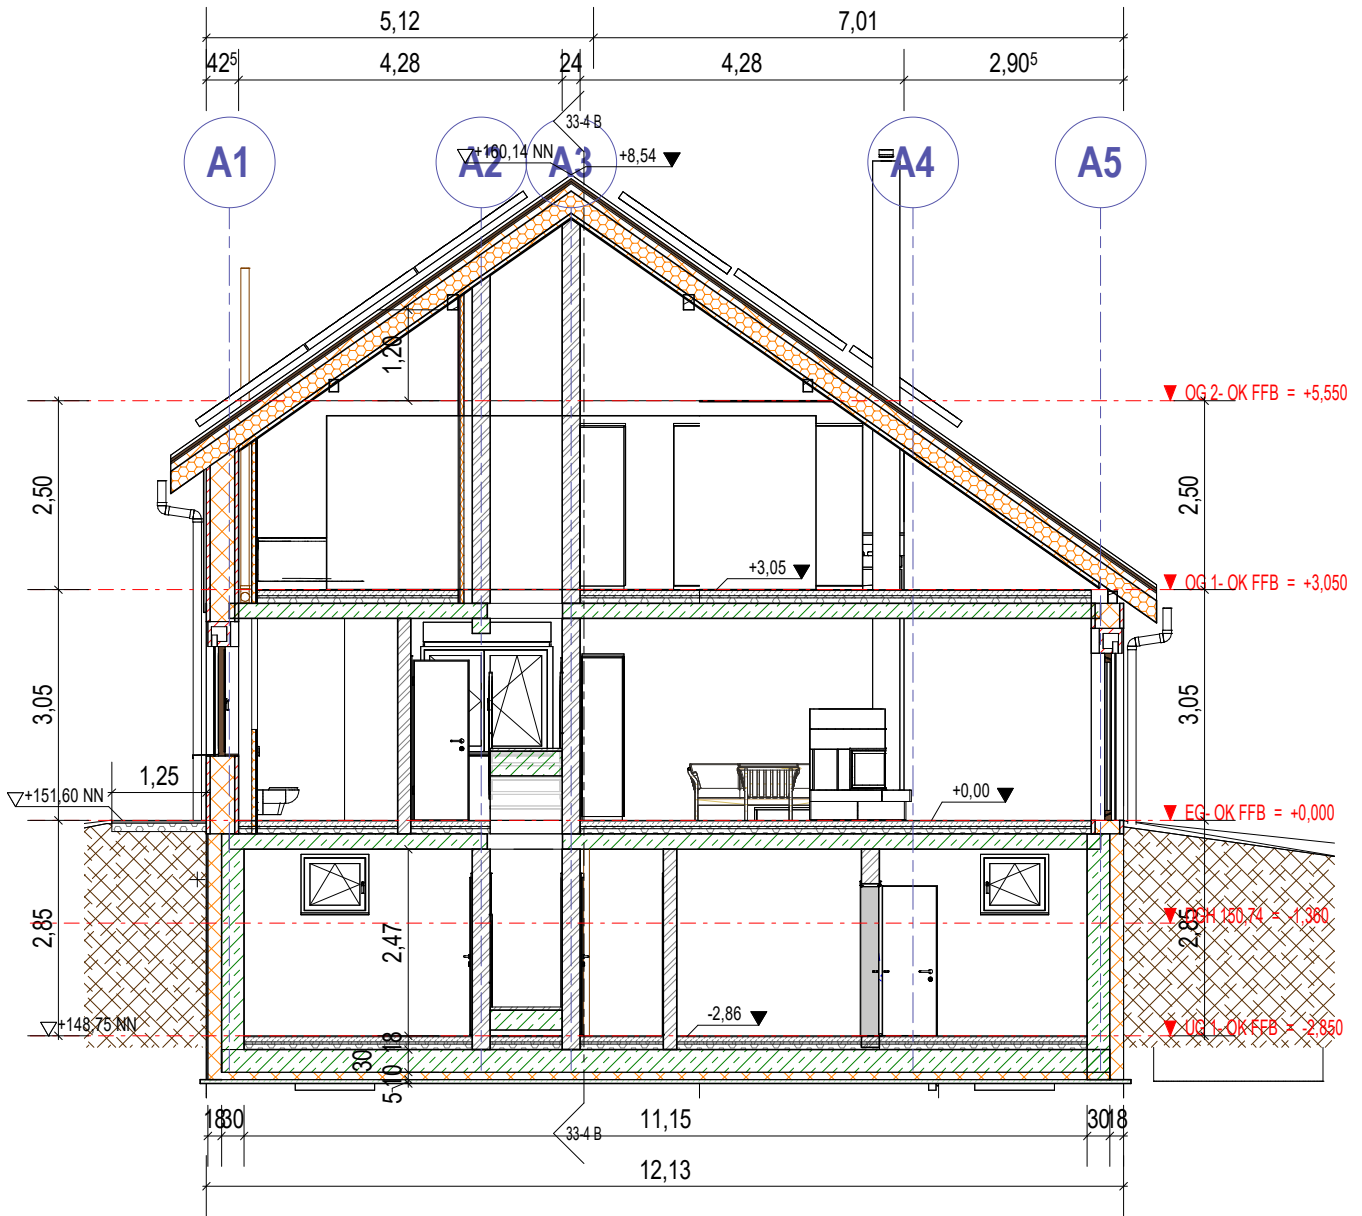 5,12 7,01
42⁵ 4,28 24 4,28 2,90⁵
33-4 B
A1 A2 A3 A4 A5
+160,14 NN +8,54
1,20
OG 2- OK FFB = +5,550
2,50 2,50
+3,05
OG 1- OK FFB = +3,050
3,05 3,05
1,25
+151,60 NN
+0,00
EG- OK FFB = +0,000
2,85 2,47 2,85
150,74 = -1,360
+148,75 NN
-2,86
UG 1- OK FFB = -2,850
18
30
10
5
18 30 11,15 30 18
33-4 B
12,13